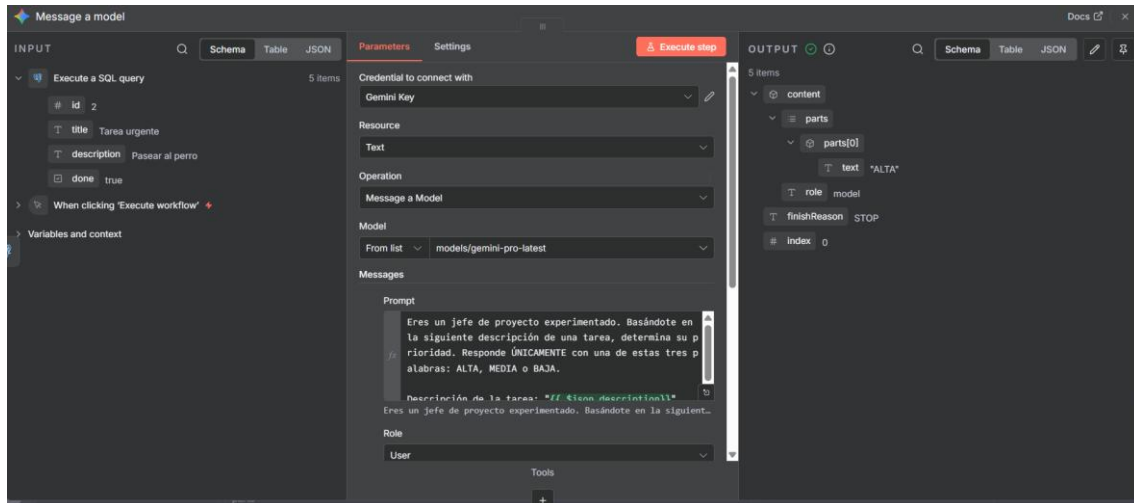 Message a model
Docs
INPUT
Schema
Table
JSON
Execute a SQL query
5 items
# id 2
T title Tarea urgente
T description Pasear al perro
done true
When clicking 'Execute workflow'
Variables and context
Parameters
Settings
Execute step
Credential to connect with
Gemini Key
Resource
Text
Operation
Message a Model
Model
From list
models/gemini-pro-latest
Messages
Prompt
fx
Eres un jefe de proyecto experimentado. Basándote en
la siguiente descripción de una tarea, determina su p
rioridad. Responde ÚNICAMENTE con una de estas tres p
alabras: ALTA, MEDIA o BAJA.
Descripción de la tarea: "{{ $json.description}}"
Eres un jefe de proyecto experimentado. Basándote en la siguient…
Role
User
Tools
+
OUTPUT
Schema
Table
JSON
5 items
content
parts
parts[0]
T text "ALTA"
T role model
T finishReason STOP
# index 0